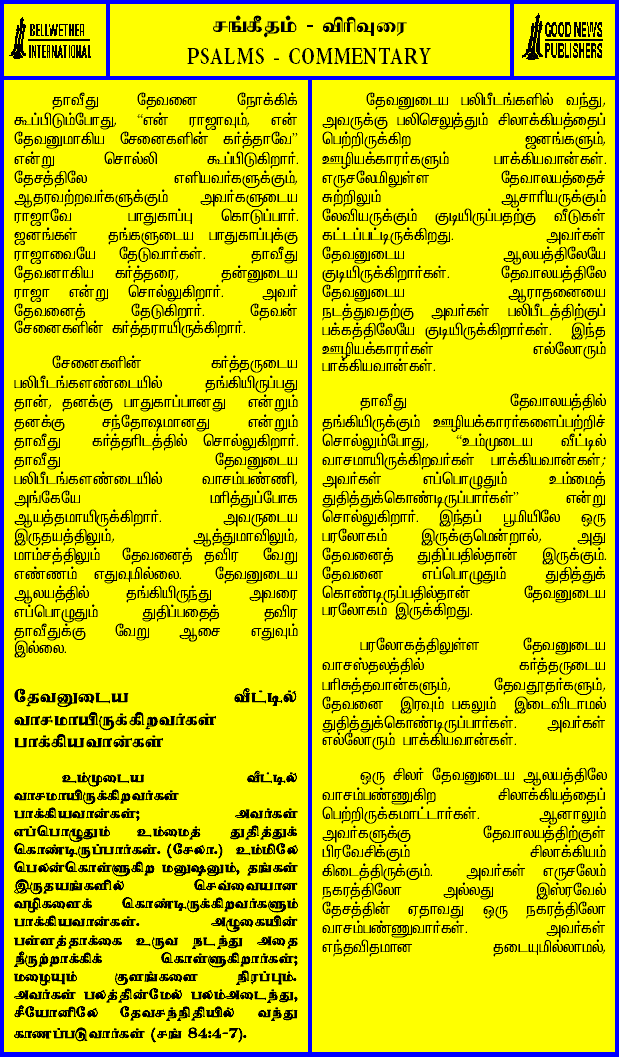 BELLWETHER
INTERNATIONAL
சங்கீதம் - விரிவுரை
PSALMS - COMMENTARY
GOOD NEWS
PUBLISHERS
தாவீது தேவனை நோக்கிக்
கூப்பிடும்போது, “என் ராஜாவும், என்
தேவனுமாகிய சேனைகளின் கர்த்தாவே”
என்று சொல்லி கூப்பிடுகிறார்.
தேசத்திலே எளியவர்களுக்கும்,
ஆதரவற்றவர்களுக்கும் அவர்களுடைய
ராஜாவே பாதுகாப்பு கொடுப்பார்.
ஜனங்கள் தங்களுடைய பாதுகாப்புக்கு
ராஜாவையே தேடுவார்கள். தாவீது
தேவனாகிய கர்த்தரை, தன்னுடைய
ராஜா என்று சொல்லுகிறார். அவர்
தேவனைத் தேடுகிறார். தேவன்
சேனைகளின் கர்த்தராயிருக்கிறார்.
சேனைகளின் கர்த்தருடைய
பலிபீடங்களண்டையில் தங்கியிருப்பது
தான், தனக்கு பாதுகாப்பானது என்றும்
தனக்கு சந்தோஷமானது என்றும்
தாவீது கர்த்தரிடத்தில் சொல்லுகிறார்.
தாவீது தேவனுடைய
பலிபீடங்களண்டையில் வாசம்பண்ணி,
அங்கேயே மரித்துப்போக
ஆயத்தமாயிருக்கிறார். அவருடைய
இருதயத்திலும், ஆத்துமாவிலும்,
மாம்சத்திலும் தேவனைத் தவிர வேறு
எண்ணம் எதுவுமில்லை. தேவனுடைய
ஆலயத்தில் தங்கியிருந்து அவரை
எப்பொழுதும் துதிப்பதைத் தவிர
தாவீதுக்கு வேறு ஆசை எதுவும்
இல்லை.
தேவனுடைய வீட்டில்
வாசமாயிருக்கிறவர்கள்
பாக்கியவான்கள்
உம்முடைய வீட்டில்
வாசமாயிருக்கிறவர்கள்
பாக்கியவான்கள்; அவர்கள்
எப்பொழுதும் உம்மைத் துதித்துக்
கொண்டிருப்பார்கள். (சேலா.) உம்மிலே
பெலன்கொள்ளுகிற மனுஷனும், தங்கள்
இருதயங்களில் செவ்வையான
வழிகளைக் கொண்டிருக்கிறவர்களும்
பாக்கியவான்கள். அழுகையின்
பள்ளத்தாக்கை உருவ நடந்து அதை
நீரூற்றாக்கிக் கொள்ளுகிறார்கள்;
மழையும் குளங்களை நிரப்பும்.
அவர்கள் பலத்தின்மேல் பலம்அடைந்து,
சீயோனிலே தேவசந்நிதியில் வந்து
காணப்படுவார்கள் (சங் 84:4-7).
தேவனுடைய பலிபீடங்களில் வந்து,
அவருக்கு பலிசெலுத்தும் சிலாக்கியத்தைப்
பெற்றிருக்கிற ஜனங்களும்,
ஊழியக்காரர்களும் பாக்கியவான்கள்.
எருசலேமிலுள்ள தேவாலயத்தைச்
சுற்றிலும் ஆசாரியருக்கும்
லேவியருக்கும் குடியிருப்பதற்கு வீடுகள்
கட்டப்பட்டிருக்கிறது. அவர்கள்
தேவனுடைய ஆலயத்திலேயே
குடியிருக்கிறார்கள். தேவாலயத்திலே
தேவனுடைய ஆராதனையை
நடத்துவதற்கு அவர்கள் பலிபீடத்திற்குப்
பக்கத்திலேயே குடியிருக்கிறார்கள். இந்த
ஊழியக்காரர்கள் எல்லோரும்
பாக்கியவான்கள்.
தாவீது தேவாலயத்தில்
தங்கியிருக்கும் ஊழியக்காரர்களைப்பற்றிச்
சொல்லும்போது, “உம்முடைய வீட்டில்
வாசமாயிருக்கிறவர்கள் பாக்கியவான்கள்;
அவர்கள் எப்பொழுதும் உம்மைத்
துதித்துக்கொண்டிருப்பார்கள்” என்று
சொல்லுகிறார். இந்தப் பூமியிலே ஒரு
பரலோகம் இருக்குமென்றால், அது
தேவனைத் துதிப்பதில்தான் இருக்கும்.
தேவனை எப்பொழுதும் துதித்துக்
கொண்டிருப்பதில்தான் தேவனுடைய
பரலோகம் இருக்கிறது.
பரலோகத்திலுள்ள தேவனுடைய
வாசஸ்தலத்தில் கர்த்தருடைய
பரிசுத்தவான்களும், தேவதூதர்களும்,
தேவனை இரவும் பகலும் இடைவிடாமல்
துதித்துக்கொண்டிருப்பார்கள். அவர்கள்
எல்லோரும் பாக்கியவான்கள்.
ஒரு சிலர் தேவனுடைய ஆலயத்திலே
வாசம்பண்ணுகிற சிலாக்கியத்தைப்
பெற்றிருக்கமாட்டார்கள். ஆனாலும்
அவர்களுக்கு தேவாலயத்திற்குள்
பிரவேசிக்கும் சிலாக்கியம்
கிடைத்திருக்கும். அவர்கள் எருசலேம்
நகரத்திலோ அல்லது இஸ்ரவேல்
தேசத்தின் ஏதாவது ஒரு நகரத்திலோ
வாசம்பண்ணுவார்கள். அவர்கள்
எந்தவிதமான தடையுமில்லாமல்,